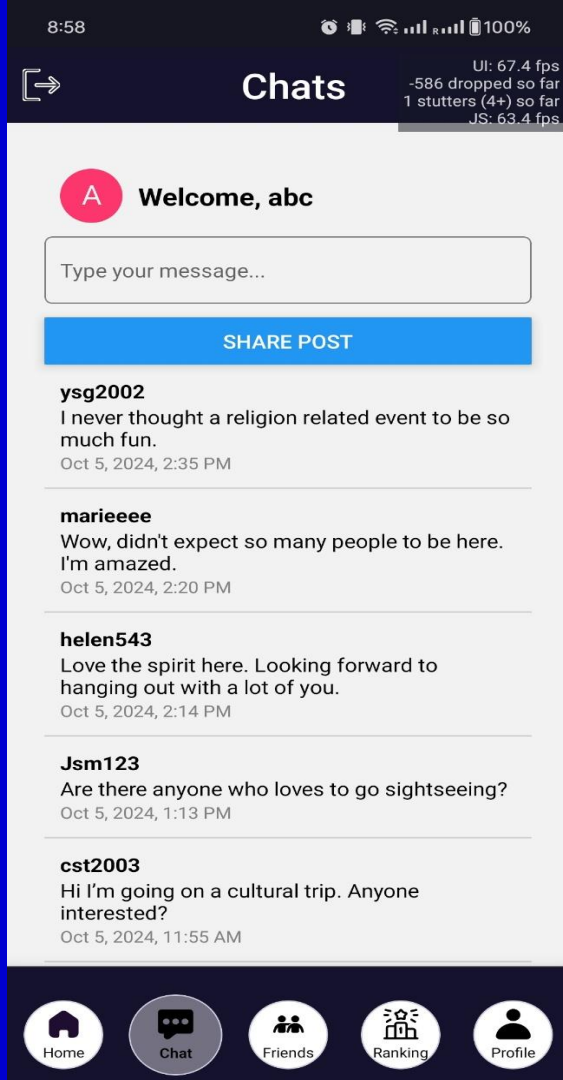 8:58
R
100%
Chats
UI: 67.4 fps
-586 dropped so far
1 stutters (4+) so far
JS: 63.4 fps
A
Welcome, abc
Type your message...
SHARE POST
ysg2002
I never thought a religion related event to be so
much fun.
Oct 5, 2024, 2:35 PM
marieeee
Wow, didn't expect so many people to be here.
I'm amazed.
Oct 5, 2024, 2:20 PM
helen543
Love the spirit here. Looking forward to
hanging out with a lot of you.
Oct 5, 2024, 2:14 PM
Jsm123
Are there anyone who loves to go sightseeing?
Oct 5, 2024, 1:13 PM
cst2003
Hi I’m going on a cultural trip. Anyone
interested?
Oct 5, 2024, 11:55 AM
Home
Chat
Friends
Ranking
Profile